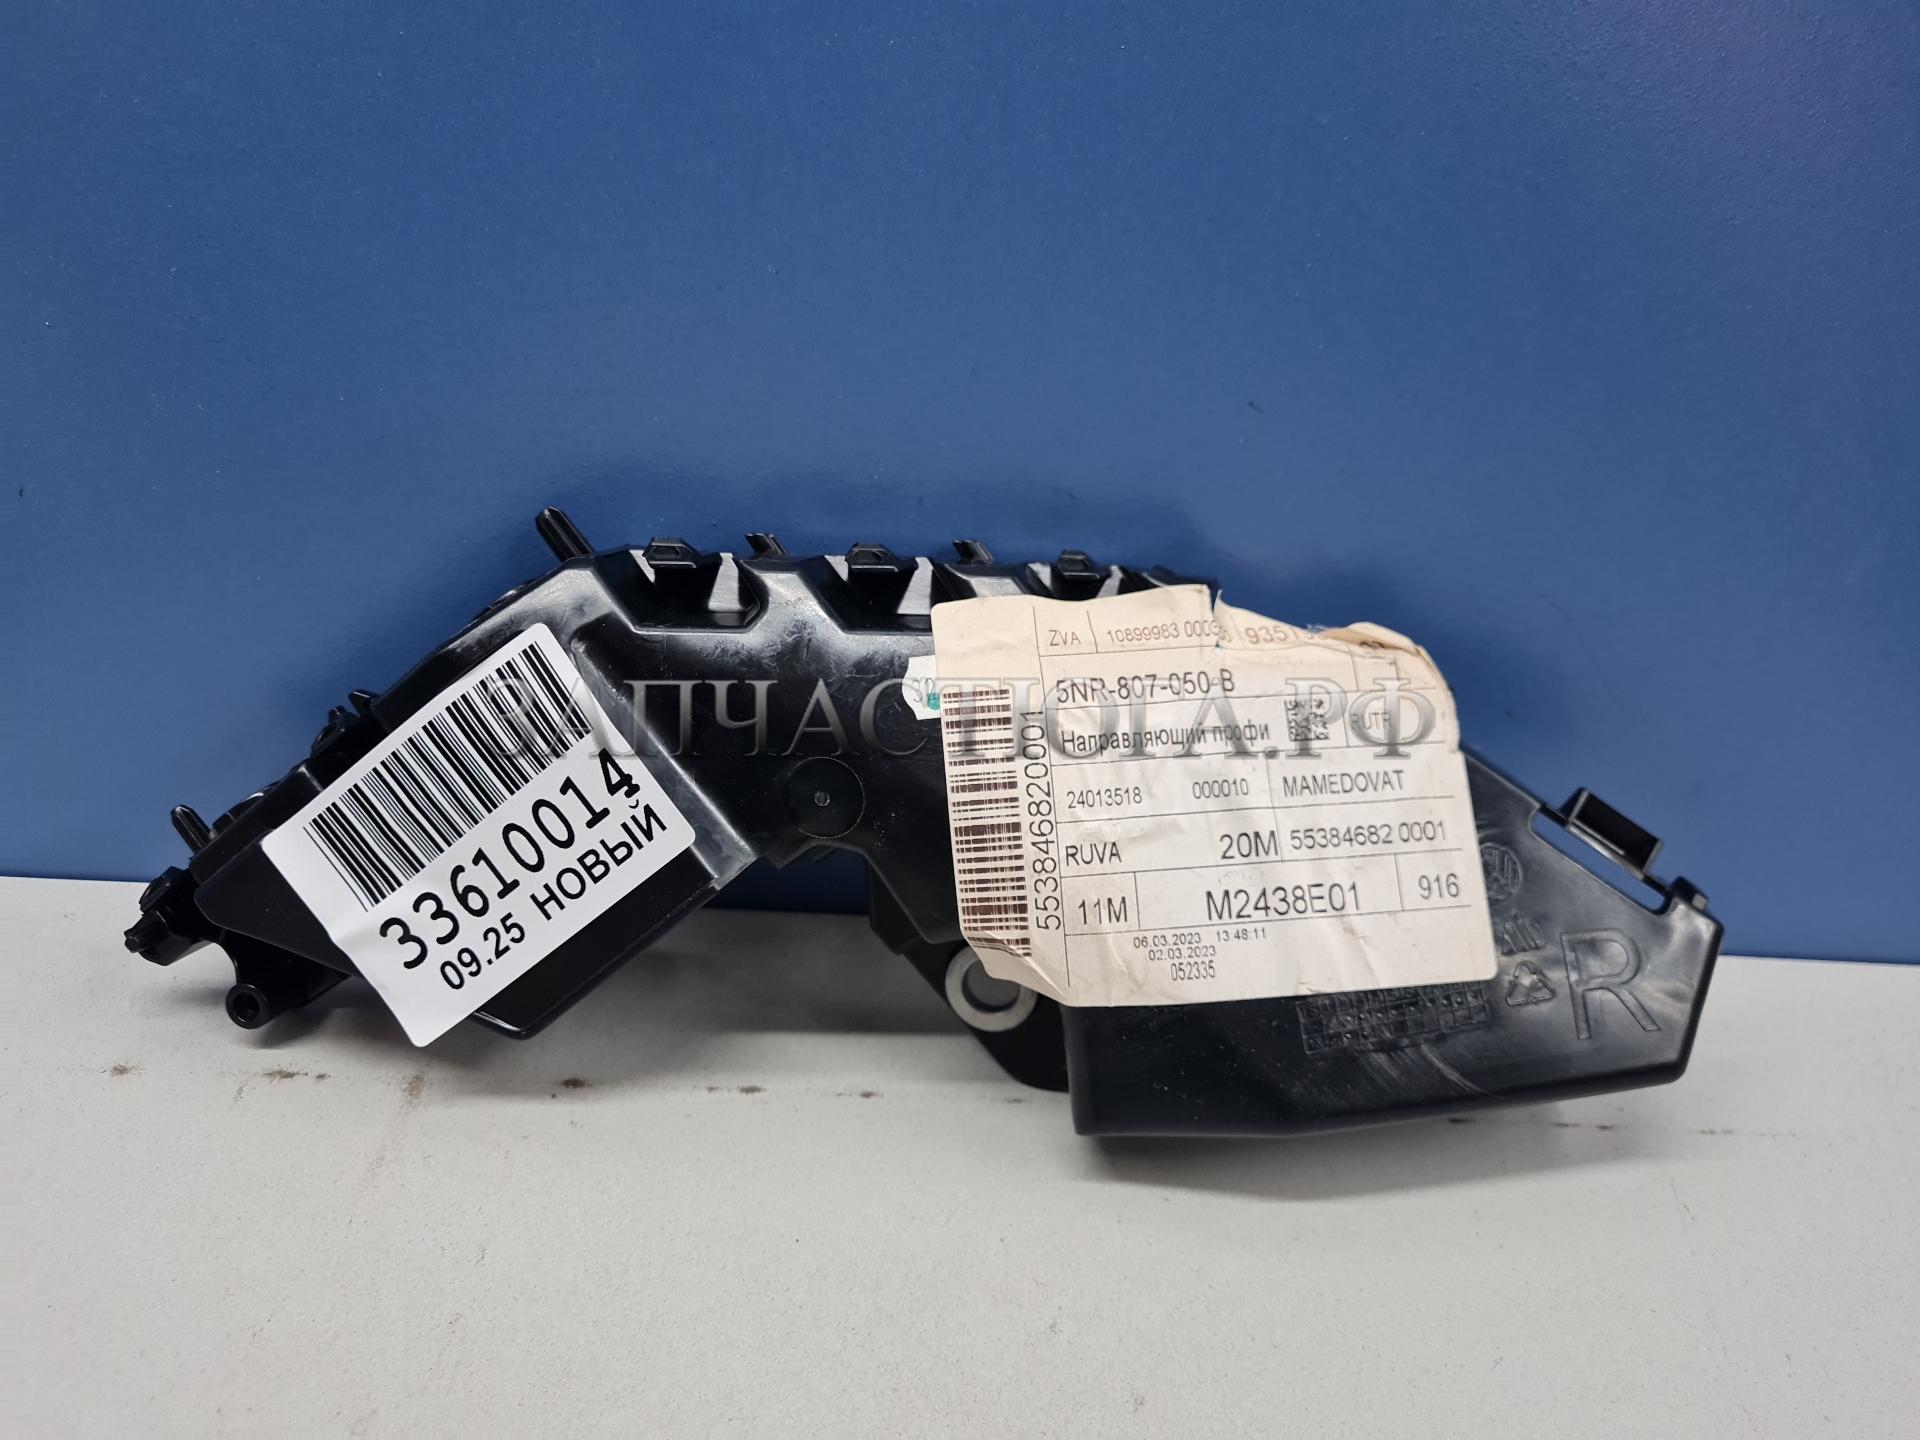 33610014
09.25 НОВЫЙ
ЗАПЧАСТЮГА.РФ
ZVA 10899983
5NR-807-050-B
Направляющий профи RUTR
24013518 000010 MAMEDOVAT
RUVA 20M 55384682 0001
11M M2438E01 916
06.03.2023 13:48:11
02.03.2023
052335
553846820001
R